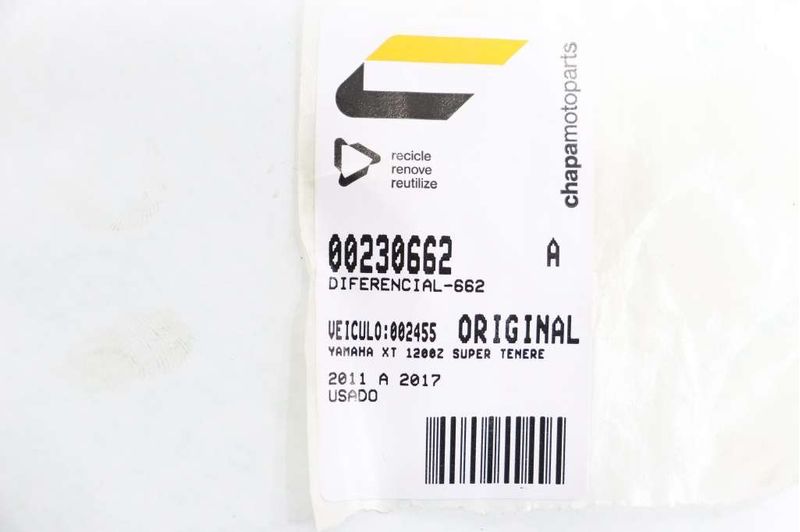 chapamotoparts
recicle
renove
reutilize
00230662 A
DIFERENCIAL-662
VEICULO:002455 ORIGINAL
YAMAHA XT 1200Z SUPER TENERE
2011 A 2017
USADO